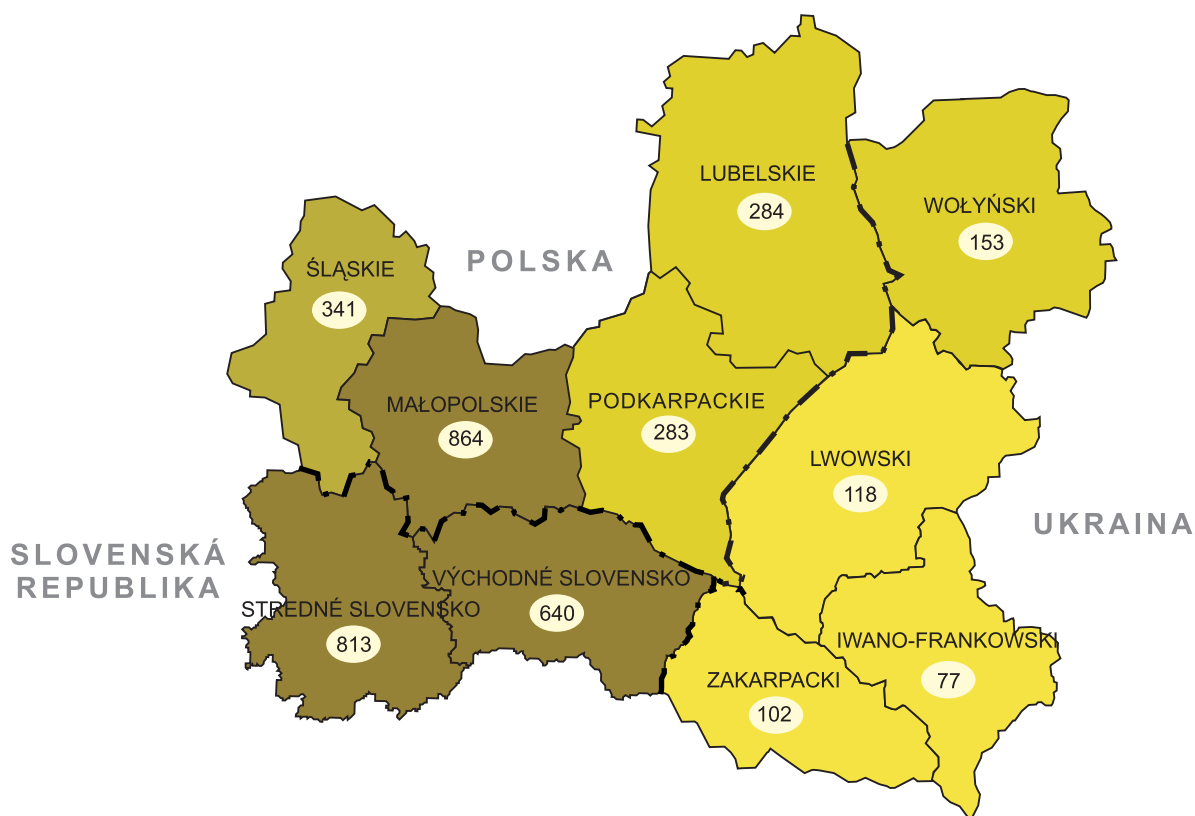 LUBELSKIE
284
WOŁYŃSKI
153
POLSKA
ŚLĄSKIE
341
MAŁOPOLSKIE
864
PODKARPACKIE
283
LWOWSKI
118
UKRAINA
SLOVENSKÁ
REPUBLIKA
VÝCHODNÉ SLOVENSKO
640
STREDNÉ SLOVENSKO
813
IWANO-FRANKOWSKI
77
ZAKARPACKI
102